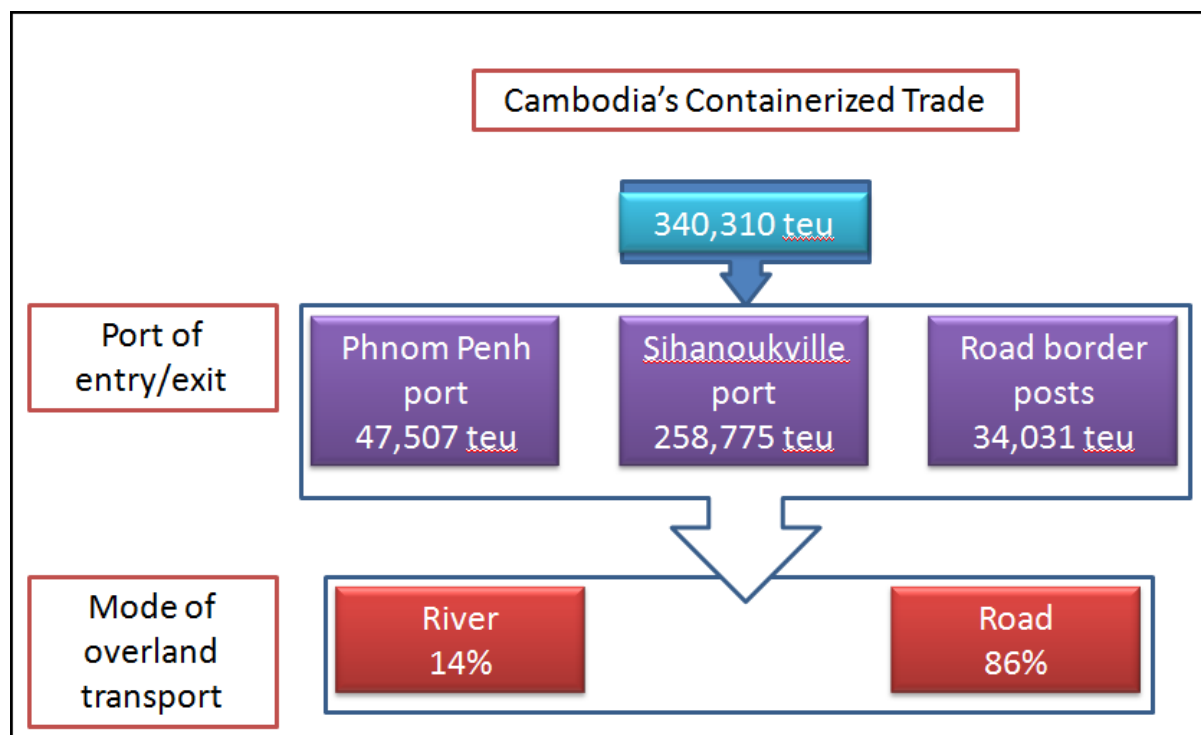 Cambodia's Containerized Trade
340,310 teu
Port of
entry/exit
Phnom Penh
port
47,507 teu
Sihanoukville
port
258,775 teu
Road border
posts
34,031 teu
Mode of
overland
transport
River
14%
Road
86%